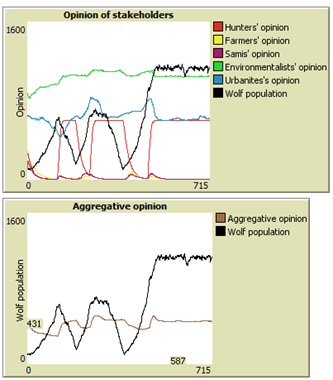 Opinion of stakeholders
1600
Opinion
0
0
715
Hunters' opinion
Farmers' opinion
Samis' opinion
Environmentalists' opinion
Urbanites's opinion
Wolf population
Aggregate opinion
1600
Wolf population
0
431
0
587
715
Aggregative opinion
Wolf population